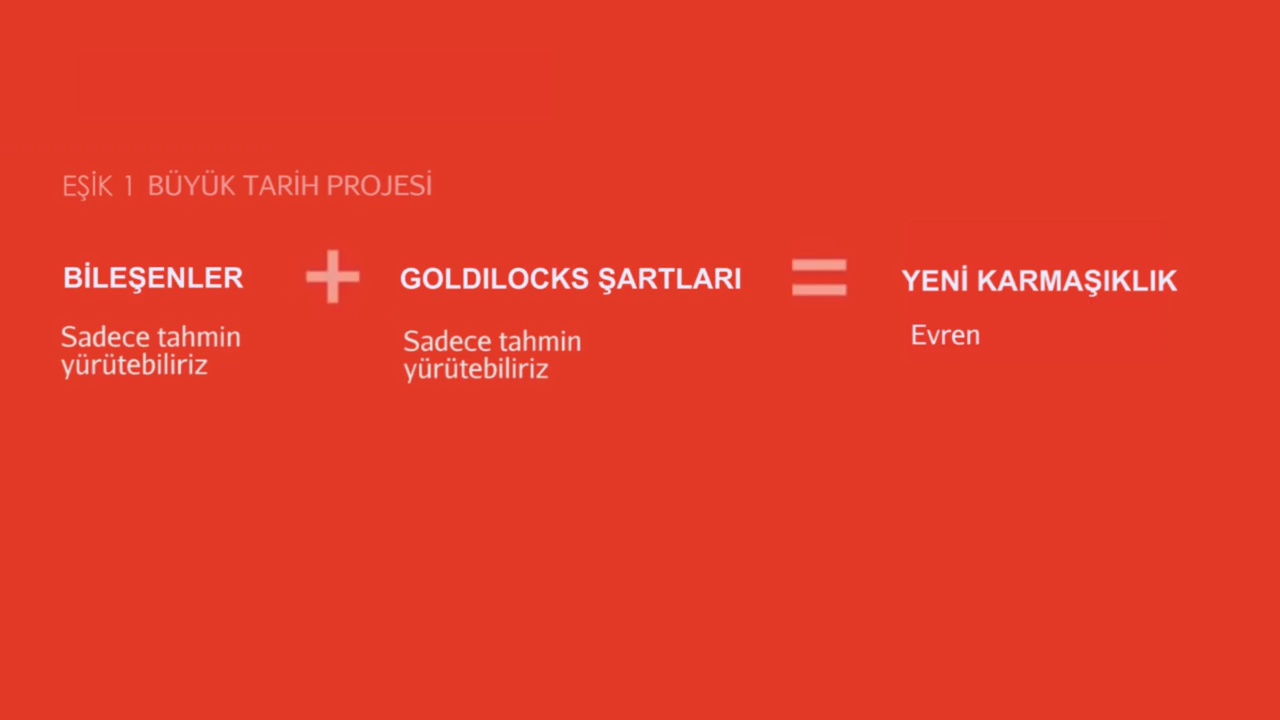 EŞİK 1 BÜYÜK TARİH PROJESİ
BİLEŞENLER + GOLDILOCKS ŞARTLARI = YENİ KARMAŞIKLIK
Sadece tahmin
yürütebiliriz
Sadece tahmin
yürütebiliriz
Evren